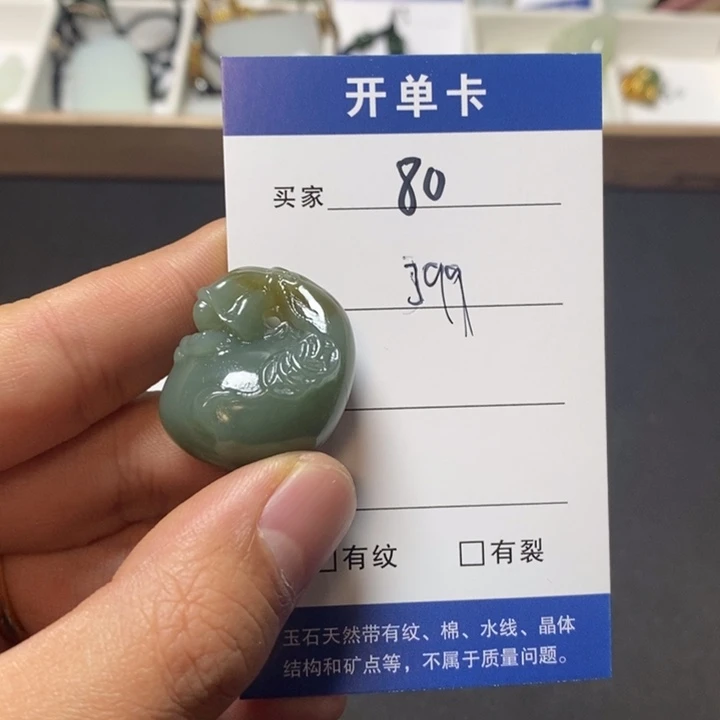 开单卡
买家 80
399
有纹 有裂
玉石天然带有纹、棉、水线、晶体
结构和矿点等，不属于质量问题。